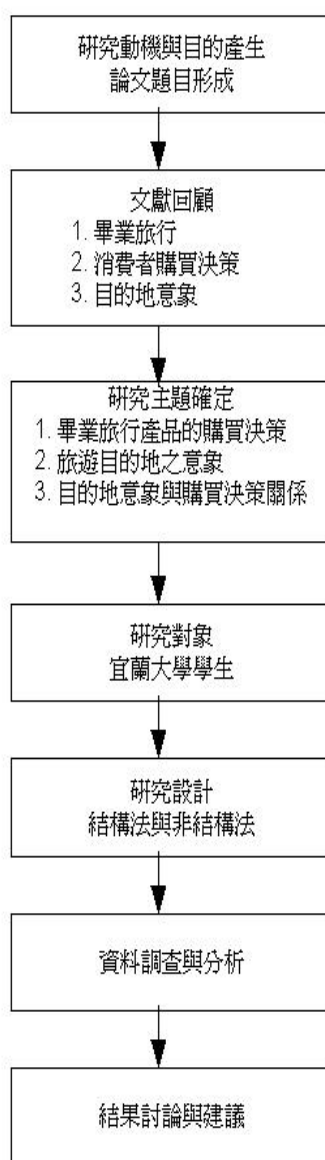 研究動機與目的產生
論文題目形成
文獻回顧
1. 畢業旅行
2. 消費者購買決策
3. 目的地意象
研究主題確定
1. 畢業旅行產品的購買決策
2. 旅遊目的地之意象
3. 目的地意象與購買決策關係
研究對象
宜蘭大學學生
研究設計
結構法與非結構法
資料調查與分析
結果討論與建議